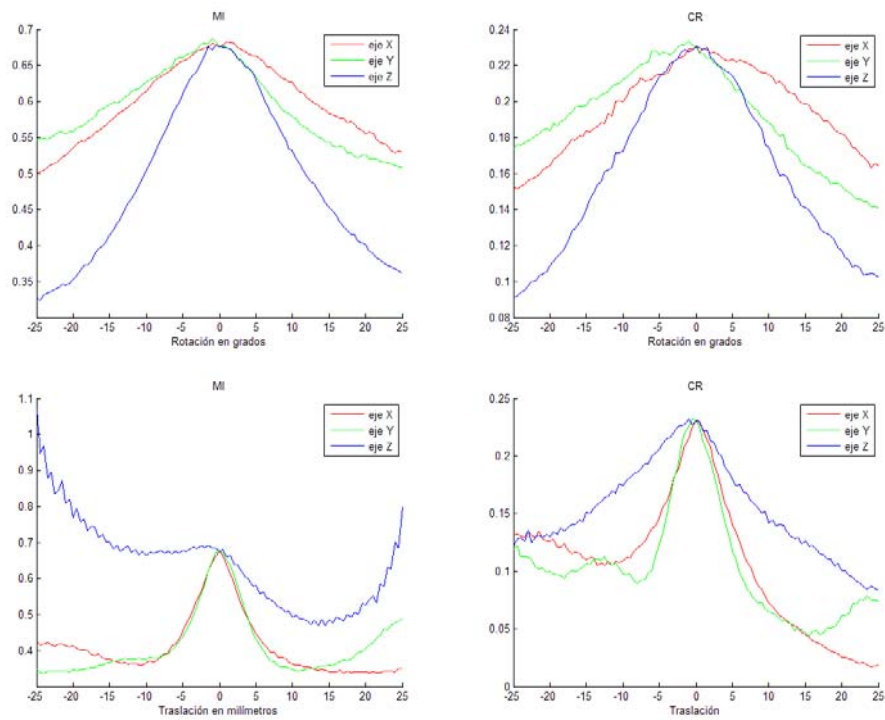 MI
0.7
0.65
0.6
0.55
0.5
0.45
0.4
0.35
eje X
eje Y
eje Z
-25 -20 -15 -10 -5 0 5 10 15 20 25
Rotación en grados
CR
0.24
0.22
0.2
0.18
0.16
0.14
0.12
0.1
0.08
eje X
eje Y
eje Z
-25 -20 -15 -10 -5 0 5 10 15 20 25
Rotación en grados
MI
1.1
1
0.9
0.8
0.7
0.6
0.5
0.4
eje X
eje Y
eje Z
-25 -20 -15 -10 -5 0 5 10 15 20 25
Traslación en milímetros
CR
0.25
0.2
0.15
0.1
0.05
0
eje X
eje Y
eje Z
-25 -20 -15 -10 -5 0 5 10 15 20 25
Traslación